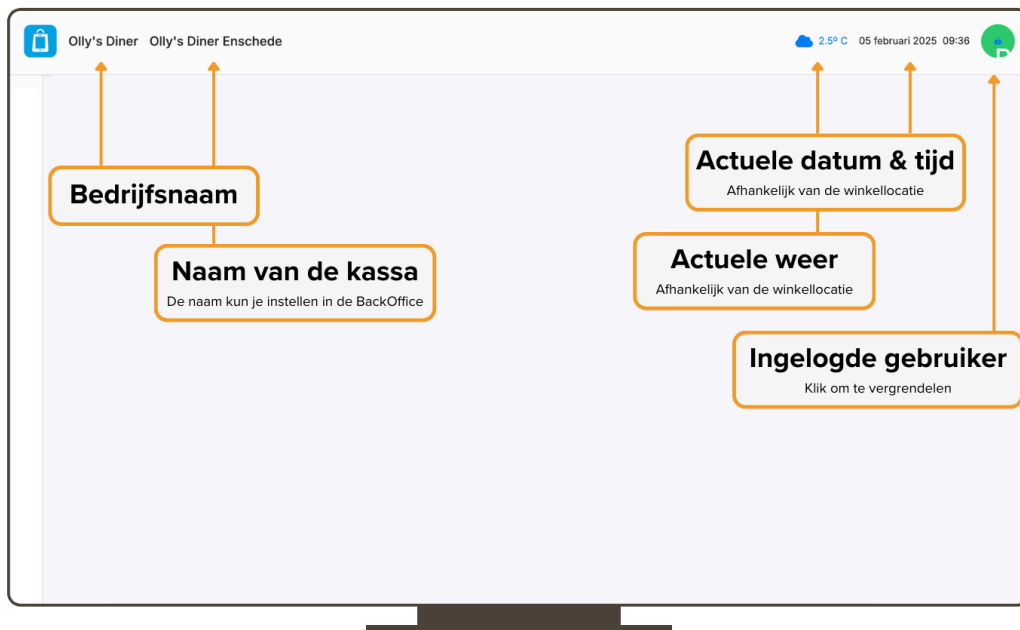 Olly's Diner Olly's Diner Enschede 2.5° C 05 februari 2025 09:36
Actuele datum & tijd
Afhankelijk van de winkellocatie
Bedrijfsnaam
Actuele weer
Afhankelijk van de winkellocatie
Naam van de kassa
De naam kun je instellen in de BackOffice
Ingelogde gebruiker
Klik om te vergrendelen